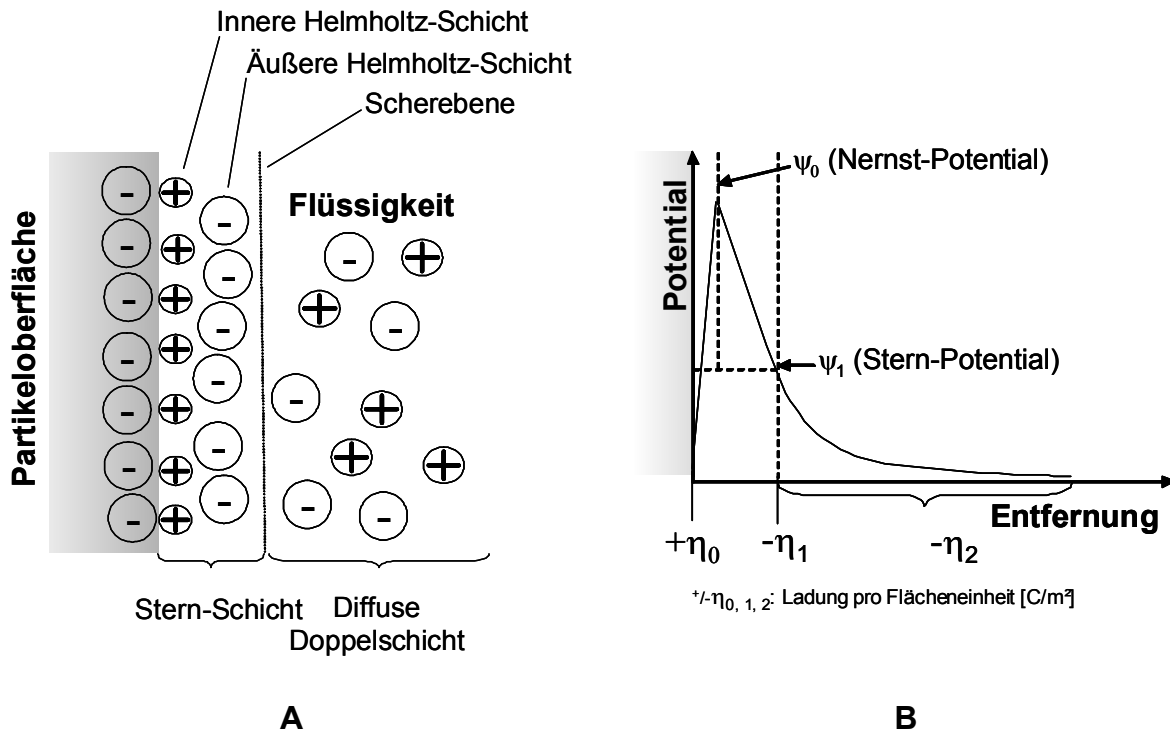 Innere Helmholtz-Schicht
Äußere Helmholtz-Schicht
Scherebene
Partikeloberfläche
Flüssigkeit
Stern-Schicht
Diffuse
Doppelschicht
A
Potential
ψ₀ (Nernst-Potential)
ψ₁ (Stern-Potential)
Entfernung
+η₀
-η₁
-η₂
+/-η₀, ₁, ₂: Ladung pro Flächeneinheit [C/m²]
B